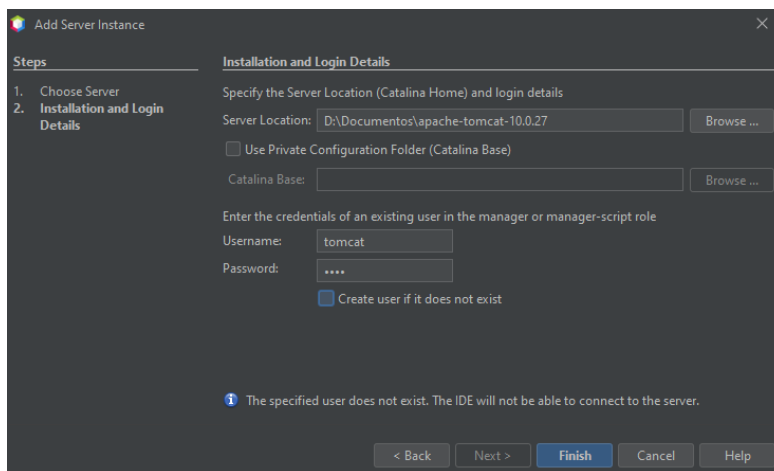 Add Server Instance
Steps
1. Choose Server
2. Installation and Login
Details
Installation and Login Details
Specify the Server Location (Catalina Home) and login details
Server Location: D:\Documentos\apache-tomcat-10.0.27 Browse ...
Use Private Configuration Folder (Catalina Base)
Catalina Base: Browse ...
Enter the credentials of an existing user in the manager or manager-script role
Username: tomcat
Password: ••••
Create user if it does not exist
The specified user does not exist. The IDE will not be able to connect to the server.
< Back Next > Finish Cancel Help